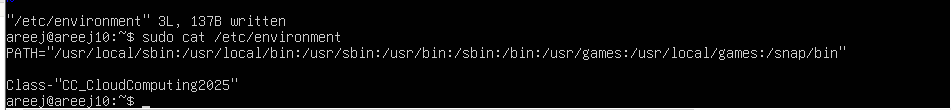 "/etc/environment" 3L, 137B written
areej@areej10:~$ sudo cat /etc/environment
PATH="/usr/local/sbin:/usr/local/bin:/usr/sbin:/usr/bin:/sbin:/bin:/usr/games:/usr/local/games:/snap/bin"
Class-"CC_CloudComputing2025"
areej@areej10:~$ _